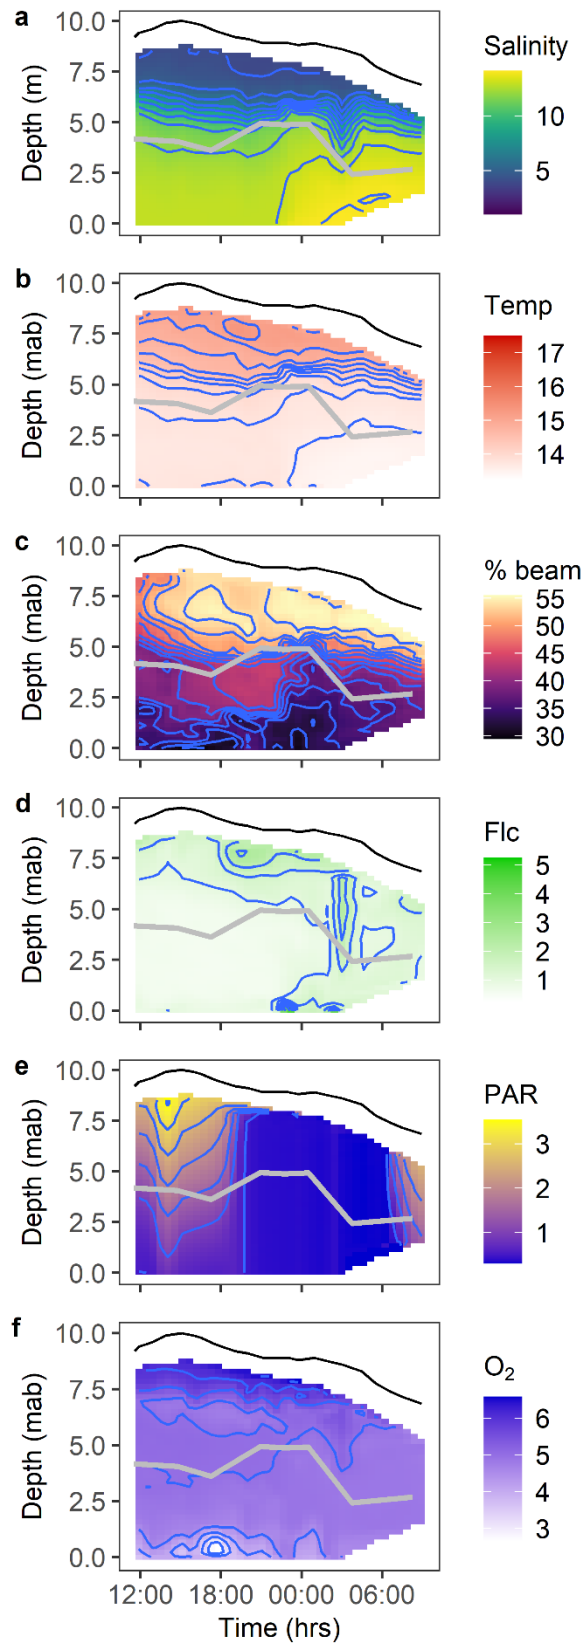 a
10.0
7.5
5.0
2.5
0.0
Depth (m)
Salinity
10
5
b
10.0
7.5
5.0
2.5
0.0
Depth (mab)
Temp
17
16
15
14
c
10.0
7.5
5.0
2.5
0.0
Depth (mab)
% beam
55
50
45
40
35
30
d
10.0
7.5
5.0
2.5
0.0
Depth (mab)
Flc
5
4
3
2
1
e
10.0
7.5
5.0
2.5
0.0
Depth (mab)
PAR
3
2
1
f
10.0
7.5
5.0
2.5
0.0
Depth (mab)
O₂
6
5
4
3
12:00 18:00 00:00 06:00
Time (hrs)